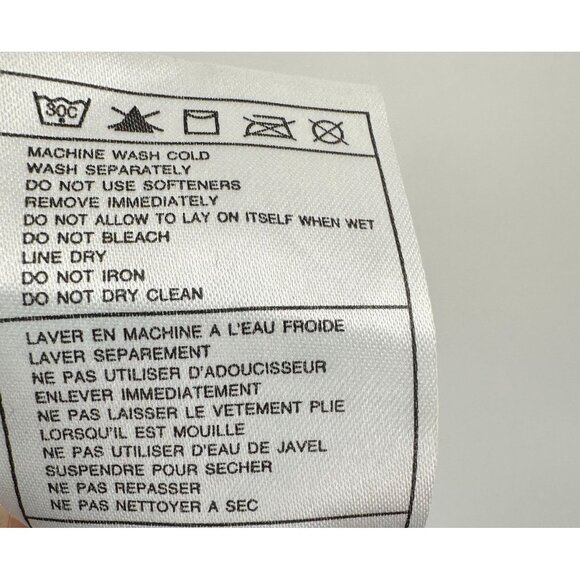 30C
MACHINE WASH COLD
WASH SEPARATELY
DO NOT USE SOFTENERS
REMOVE IMMEDIATELY
DO NOT ALLOW TO LAY ON ITSELF WHEN WET
DO NOT BLEACH
LINE DRY
DO NOT IRON
DO NOT DRY CLEAN
LAVER EN MACHINE A L'EAU FROIDE
LAVER SEPAREMENT
NE PAS UTILISER D'ADOUCISSEUR
ENLEVER IMMEDIATEMENT
NE PAS LAISSER LE VETEMENT PLIE
LORSQU'IL EST MOUILLE
NE PAS UTILISER D'EAU DE JAVEL
SUSPENDRE POUR SECHER
NE PAS REPASSER
NE PAS NETTOYER A SEC